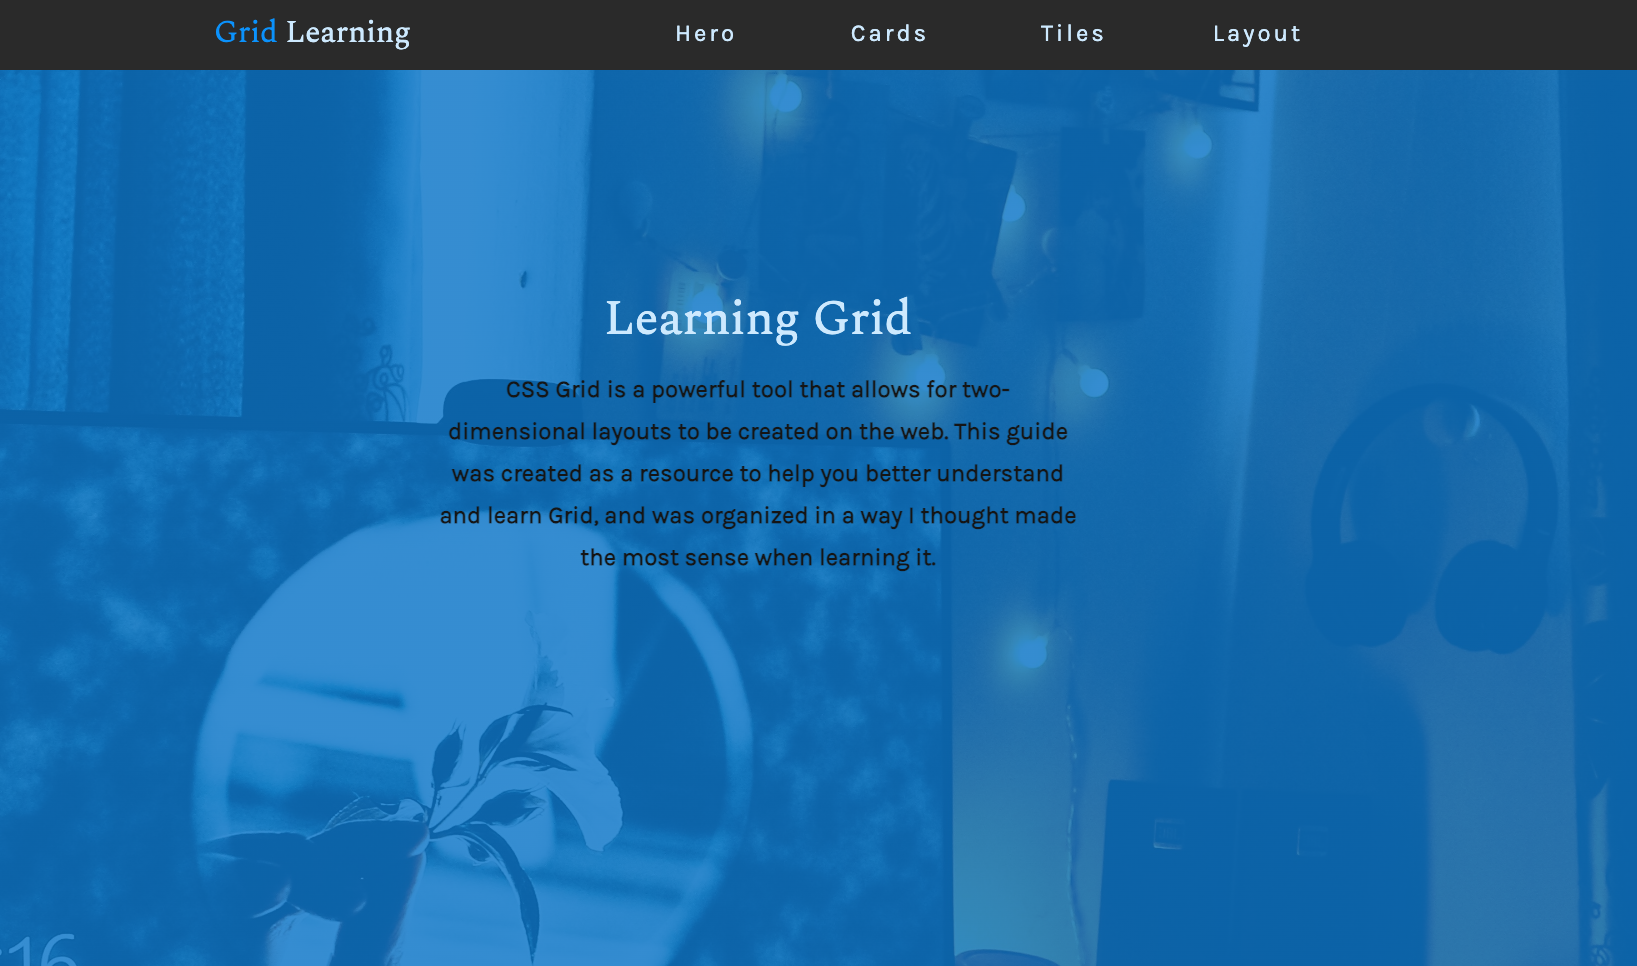 Grid Learning Hero Cards Tiles Layout
Learning Grid
CSS Grid is a powerful tool that allows for two-
dimensional layouts to be created on the web. This guide
was created as a resource to help you better understand
and learn Grid, and was organized in a way I thought made
the most sense when learning it.
:16